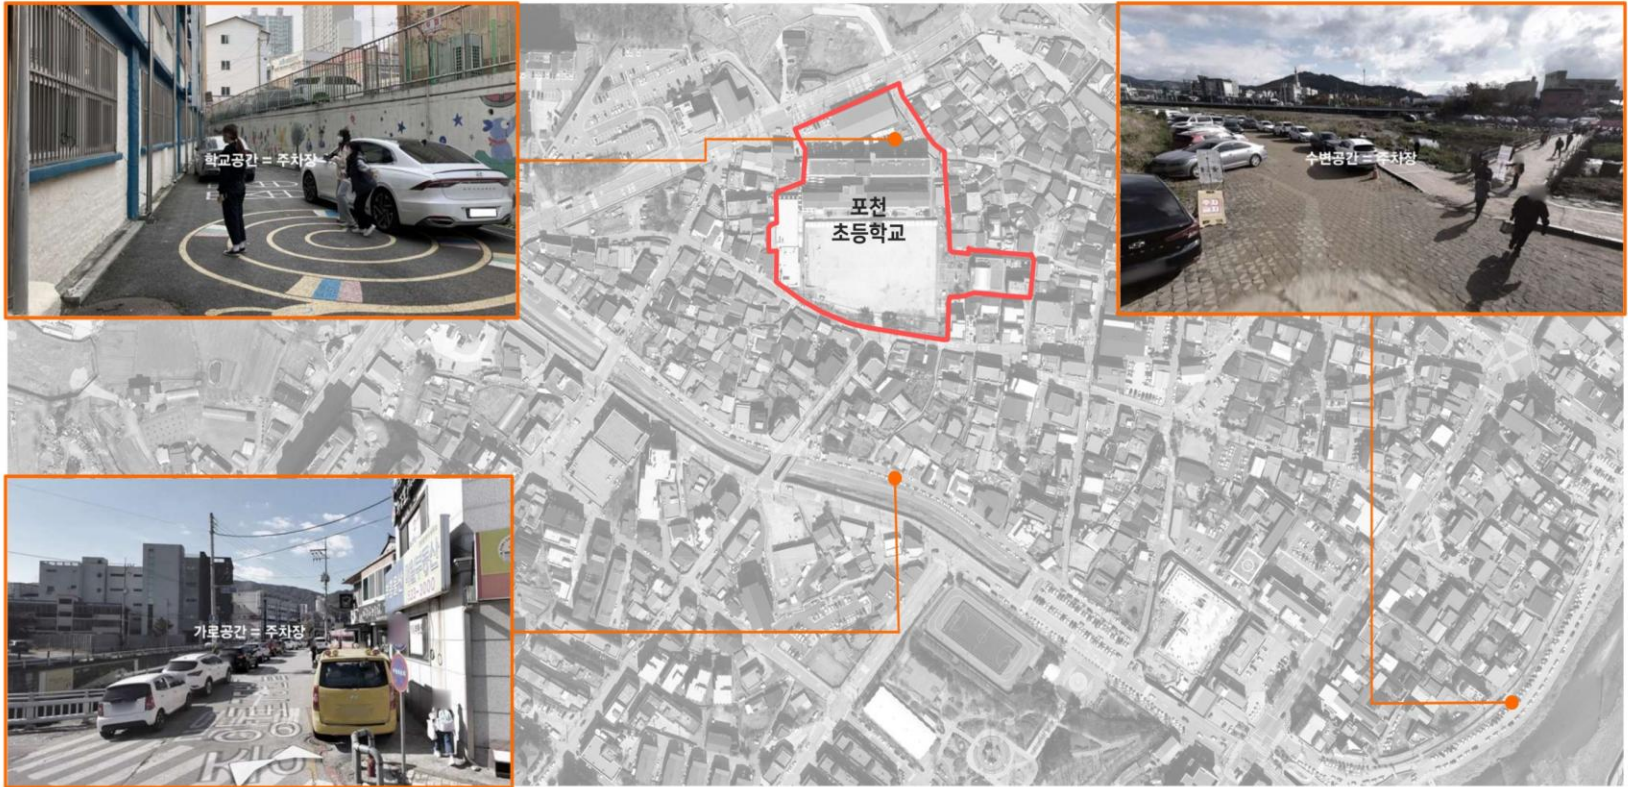 학교공간 = 주차장
포천
초등학교
수변공간 = 주차장
가로공간 = 주차장